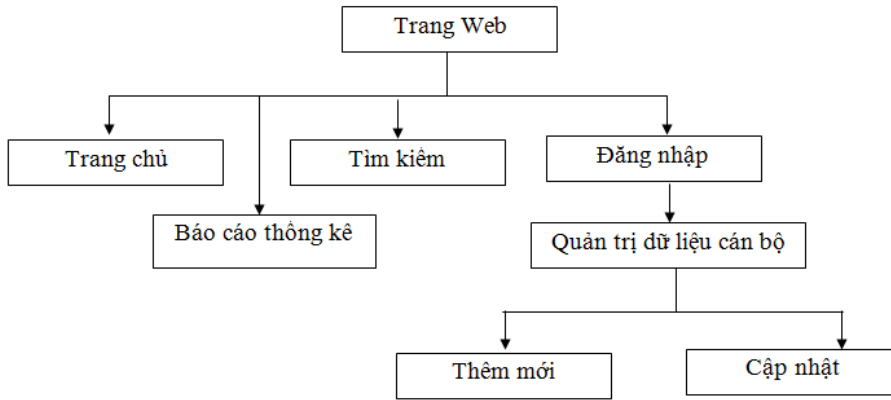 Trang Web
Trang chủ
Tìm kiếm
Đăng nhập
Báo cáo thống kê
Quản trị dữ liệu cán bộ
Thêm mới
Cập nhật